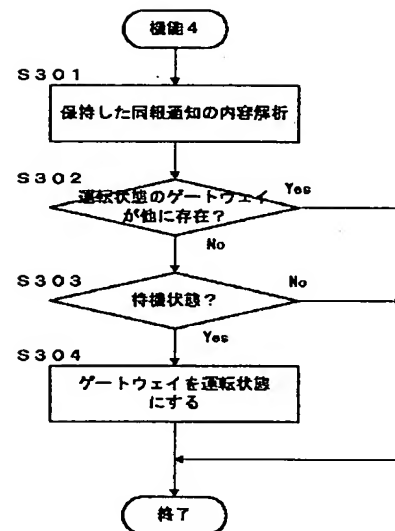 機能4
S301
保持した同報通知の内容解析
S302
運転状態のゲートウェイ
が他に存在?
Yes
No
S303
待機状態?
No
Yes
S304
ゲートウェイを運転状態
にする
終了